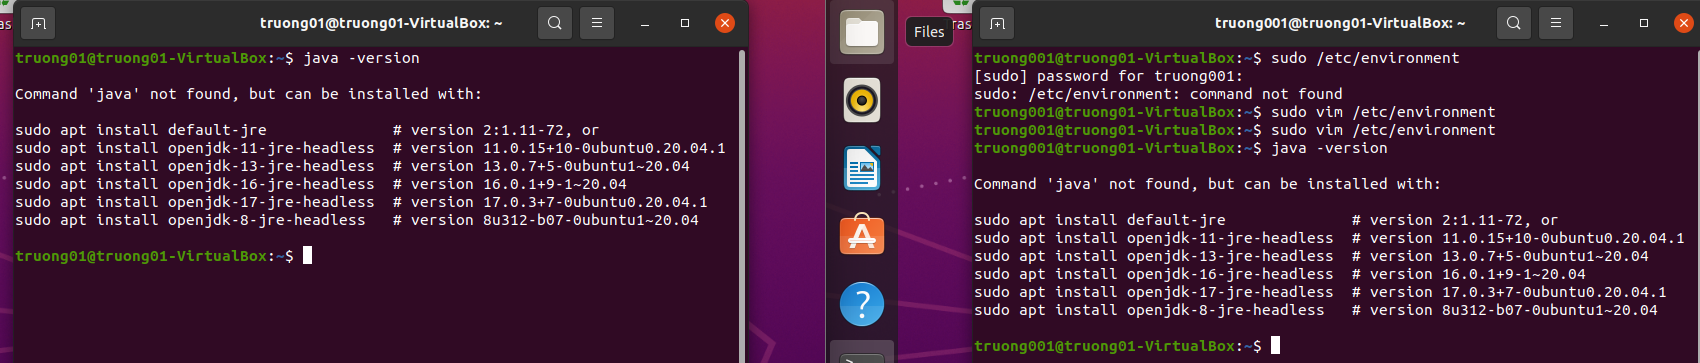 ras
truong01@truong01-VirtualBox: ~
truong01@truong01-VirtualBox:~$ java -version
Command 'java' not found, but can be installed with:
sudo apt install default-jre              # version 2:1.11-72, or
sudo apt install openjdk-11-jre-headless  # version 11.0.15+10-0ubuntu0.20.04.1
sudo apt install openjdk-13-jre-headless  # version 13.0.7+5-0ubuntu1~20.04
sudo apt install openjdk-16-jre-headless  # version 16.0.1+9-1~20.04
sudo apt install openjdk-17-jre-headless  # version 17.0.3+7-0ubuntu0.20.04.1
sudo apt install openjdk-8-jre-headless   # version 8u312-b07-0ubuntu1~20.04
truong01@truong01-VirtualBox:~$
Files
ras
truong001@truong01-VirtualBox: ~
truong001@truong01-VirtualBox:~$ sudo /etc/environment
[sudo] password for truong001:
sudo: /etc/environment: command not found
truong001@truong01-VirtualBox:~$ sudo vim /etc/environment
truong001@truong01-VirtualBox:~$ sudo vim /etc/environment
truong001@truong01-VirtualBox:~$ java -version
Command 'java' not found, but can be installed with:
sudo apt install default-jre              # version 2:1.11-72, or
sudo apt install openjdk-11-jre-headless  # version 11.0.15+10-0ubuntu0.20.04.1
sudo apt install openjdk-13-jre-headless  # version 13.0.7+5-0ubuntu1~20.04
sudo apt install openjdk-16-jre-headless  # version 16.0.1+9-1~20.04
sudo apt install openjdk-17-jre-headless  # version 17.0.3+7-0ubuntu0.20.04.1
sudo apt install openjdk-8-jre-headless   # version 8u312-b07-0ubuntu1~20.04
truong001@truong01-VirtualBox:~$